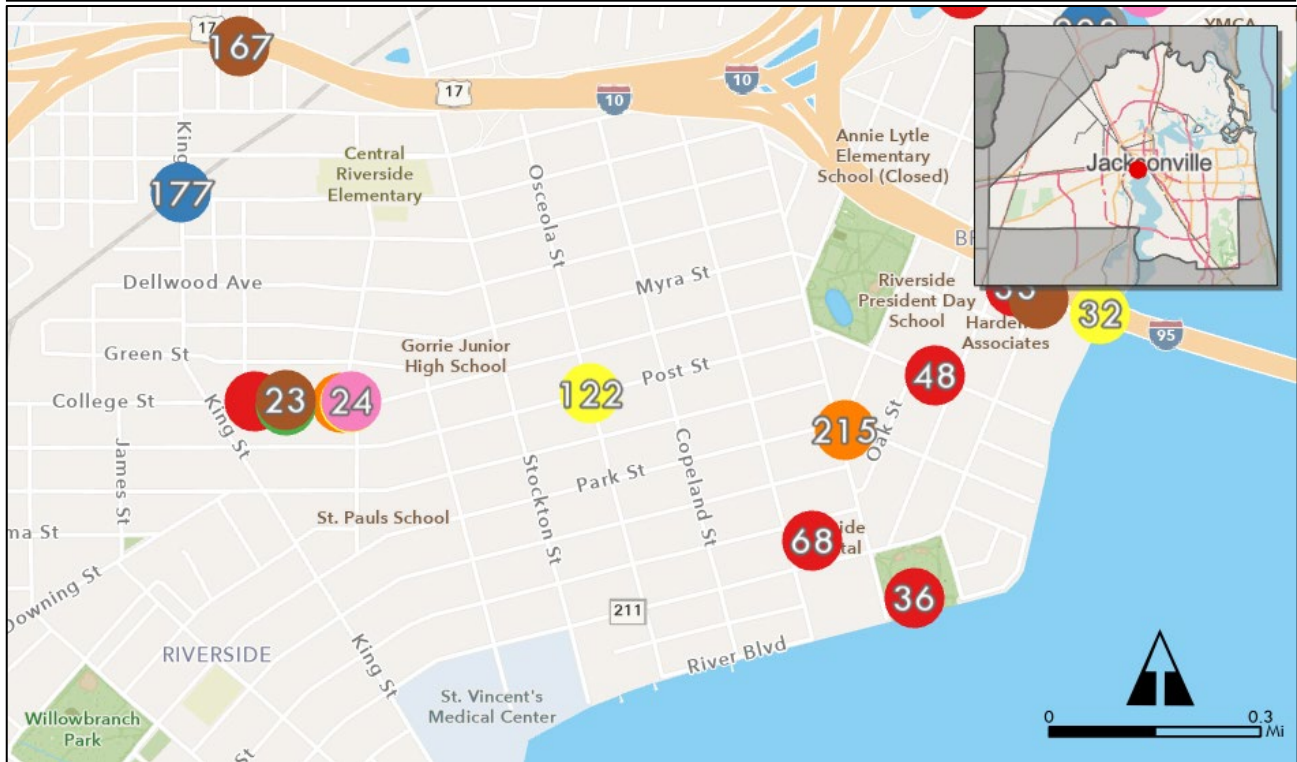 17
167
17
10
10
YMCA
Jacksonville
King
177
Central
Riverside
Elementary
Osceola St
Annie Lytle
Elementary
School (Closed)
Dellwood Ave
Myra St
Riverside
President Day
School
Harden
Associates
32
95
Green St
Gorrie Junior
High School
Post St
48
College St
23
24
122
King St
215
Oak St
James St
Stockton St
Park St
Copeland St
St. Pauls School
68
36
Downing St
211
RIVERSIDE
King St
River Blvd
St. Vincent's
Medical Center
Willowbranch
Park
St
0
0.3
Mi